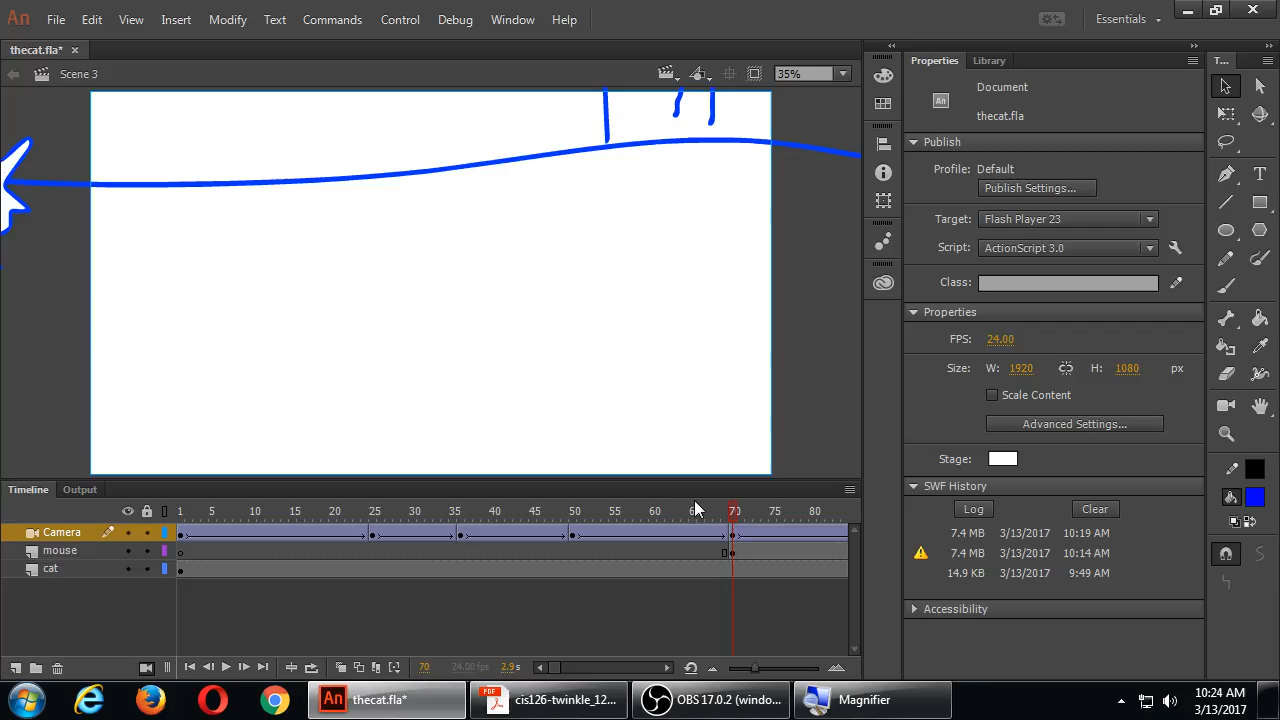 An File Edit View Insert Modify Text Commands Control Debug Window Help Essentials
thecat.fla*
Scene 3 35%
Properties Library T...
Document
An thecat.fla
Publish
Profile: Default
Publish Settings...
Target: Flash Player 23
Script: ActionScript 3.0
Class:
Properties
FPS: 24.00
Size: W: 1920 H: 1080 px
Scale Content
Advanced Settings...
Stage:
SWF History
Log Clear
7.4 MB 3/13/2017 10:19 AM
7.4 MB 3/13/2017 10:14 AM
14.9 KB 3/13/2017 9:49 AM
Accessibility
Timeline Output
1 5 10 15 20 25 30 35 40 45 50 55 60 65 70 75 80
Camera
mouse
cat
70 24.00 fps 2.9 s
An thecat.fla* PDF cis126-twinkle_12... OBS 17.0.2 (windo... Magnifier
10:24 AM
3/13/2017